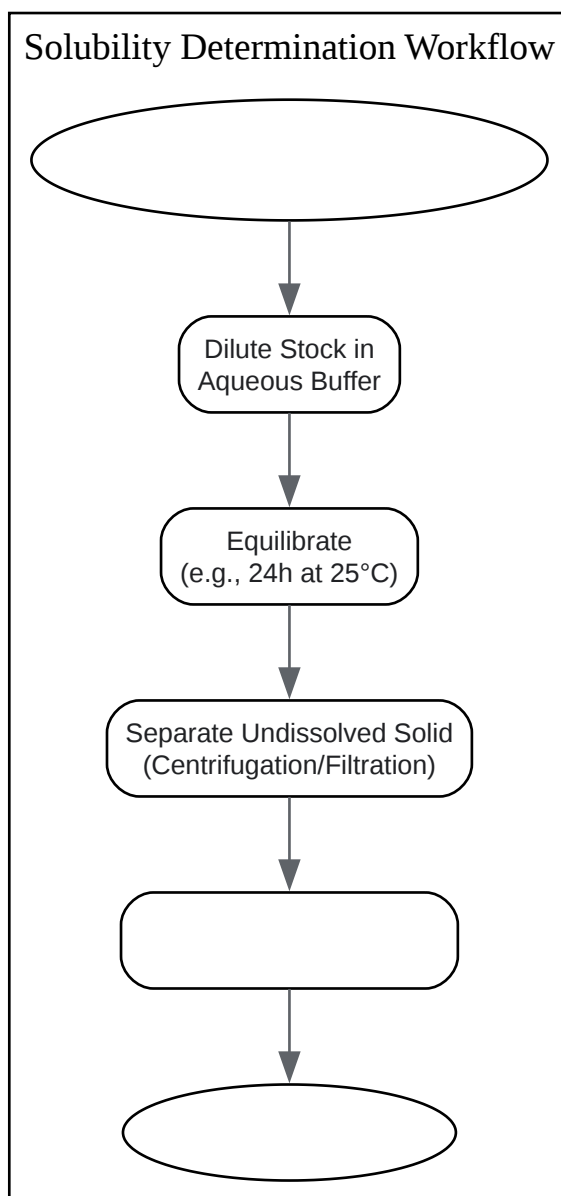 Solubility Determination Workflow
Dilute Stock in
Aqueous Buffer
Equilibrate
(e.g., 24h at 25°C)
Separate Undissolved Solid
(Centrifugation/Filtration)